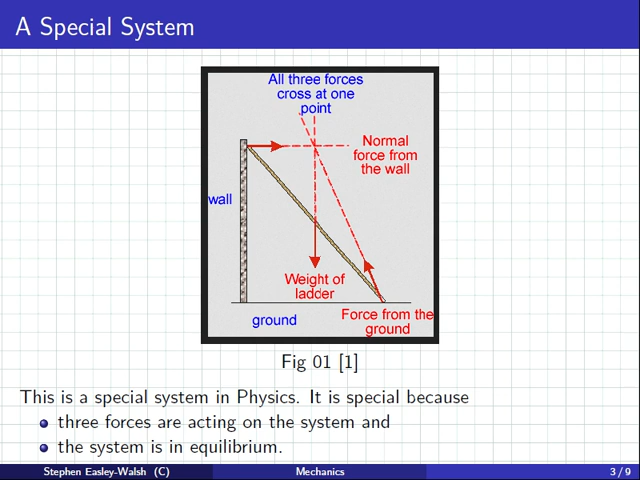 A Special System
All three forces
cross at one
point
Normal
force from
the wall
wall
Weight of
ladder
Force from the
ground
ground
Fig 01 [1]
This is a special system in Physics. It is special because
three forces are acting on the system and
the system is in equilibrium.
Stephen Easley-Walsh (C) Mechanics 3 / 9